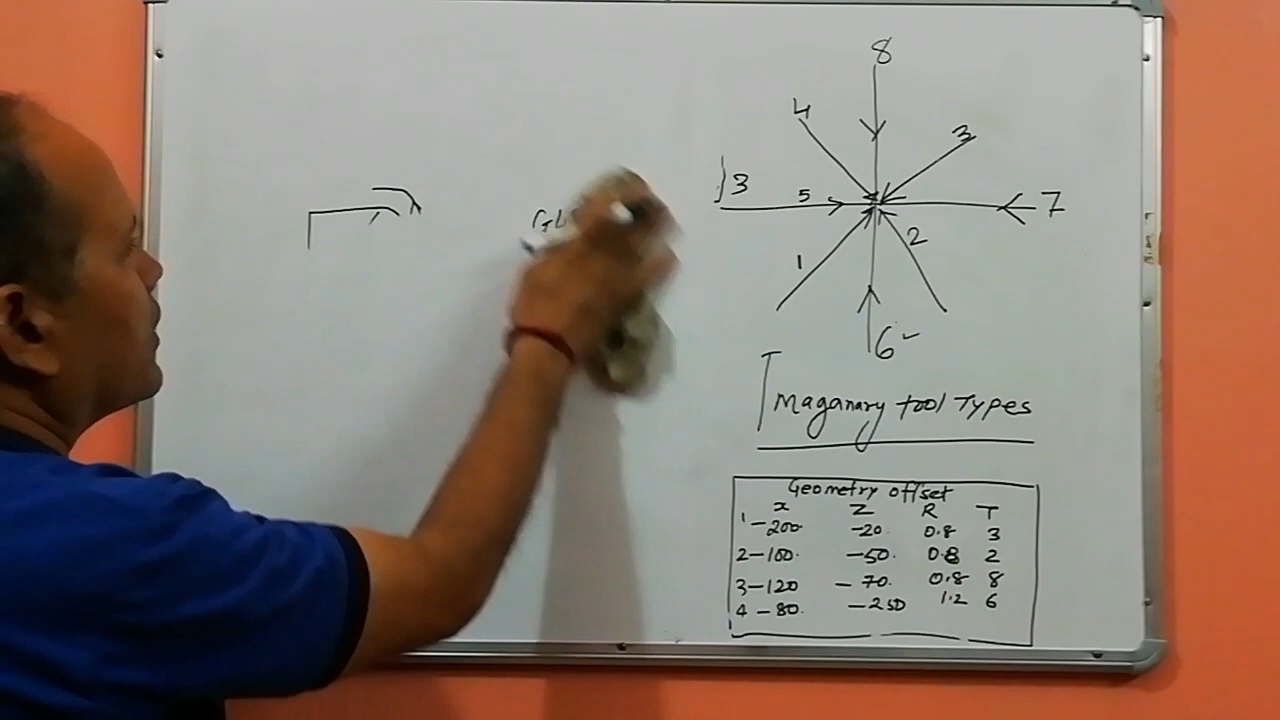 8
4
3
3
5
7
2
1
6
Imaganary tool Types
Geometry offset
x Z R T
1 -200. -20. 0.8 3
2 -100. -50. 0.8 2
3 -120 -70. 0.8 8
4 -80. -250 1.2 6